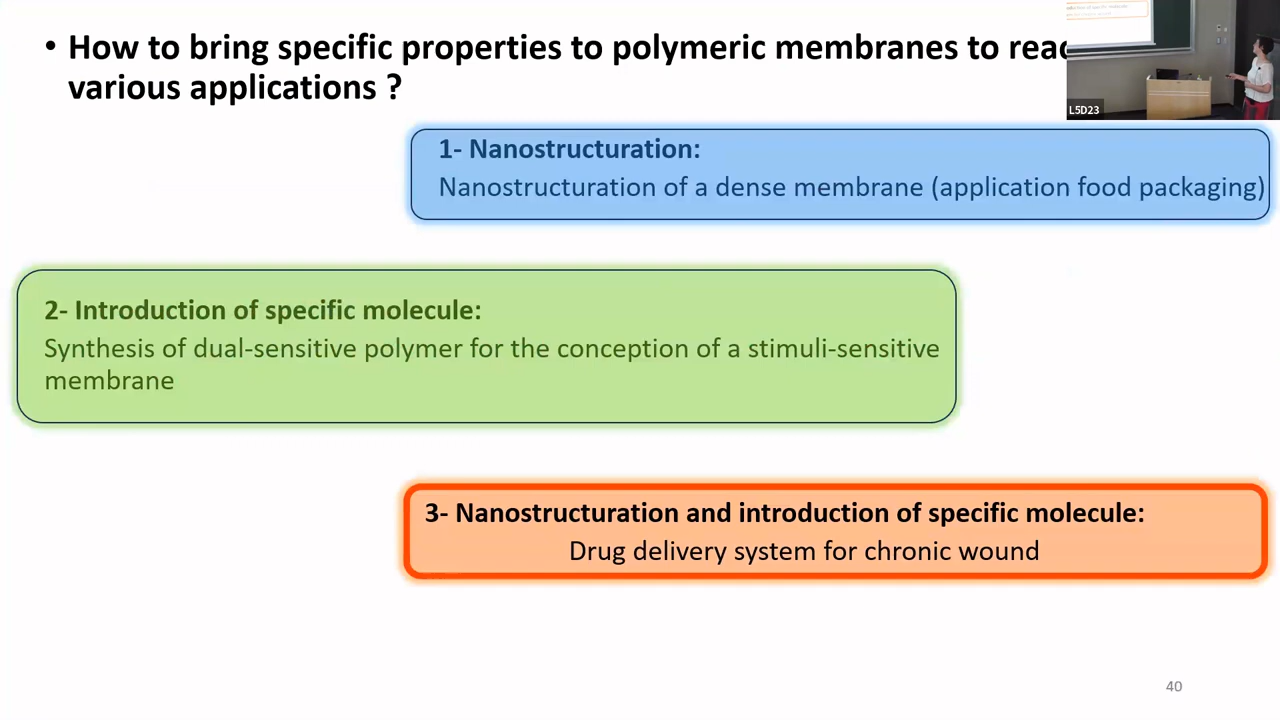 • How to bring specific properties to polymeric membranes to
various applications ?
L5D23
1- Nanostructuration:
Nanostructuration of a dense membrane (application food packaging)
2- Introduction of specific molecule:
Synthesis of dual-sensitive polymer for the conception of a stimuli-sensitive
membrane
3- Nanostructuration and introduction of specific molecule:
Drug delivery system for chronic wound
40